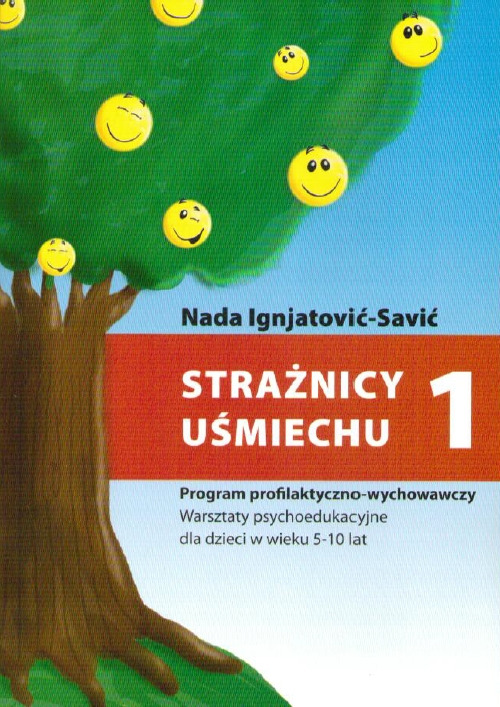 Nada Ignjatović-Savić
STRAŻNICY
UŚMIECHU
1
Program profilaktyczno-wychowawczy
Warsztaty psychoedukacyjne
dla dzieci w wieku 5-10 lat